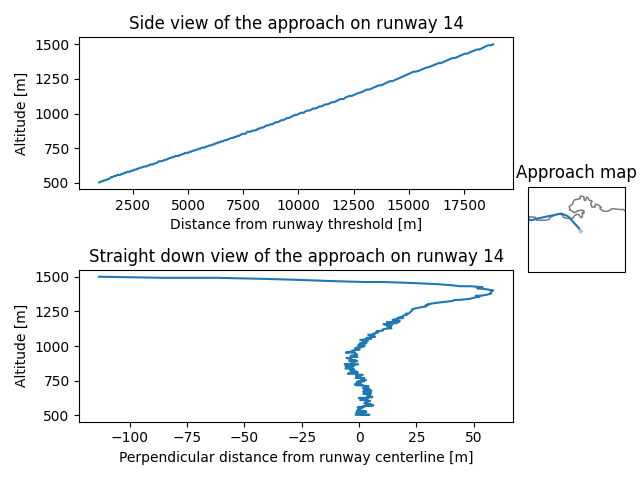 Side view of the approach on runway 14
1500
1250
1000
750
500
Altitude [m]
2500 5000 7500 10000 12500 15000 17500
Distance from runway threshold [m]
Approach map
Straight down view of the approach on runway 14
1500
1250
1000
750
500
Altitude [m]
−100 −75 −50 −25 0 25 50
Perpendicular distance from runway centerline [m]